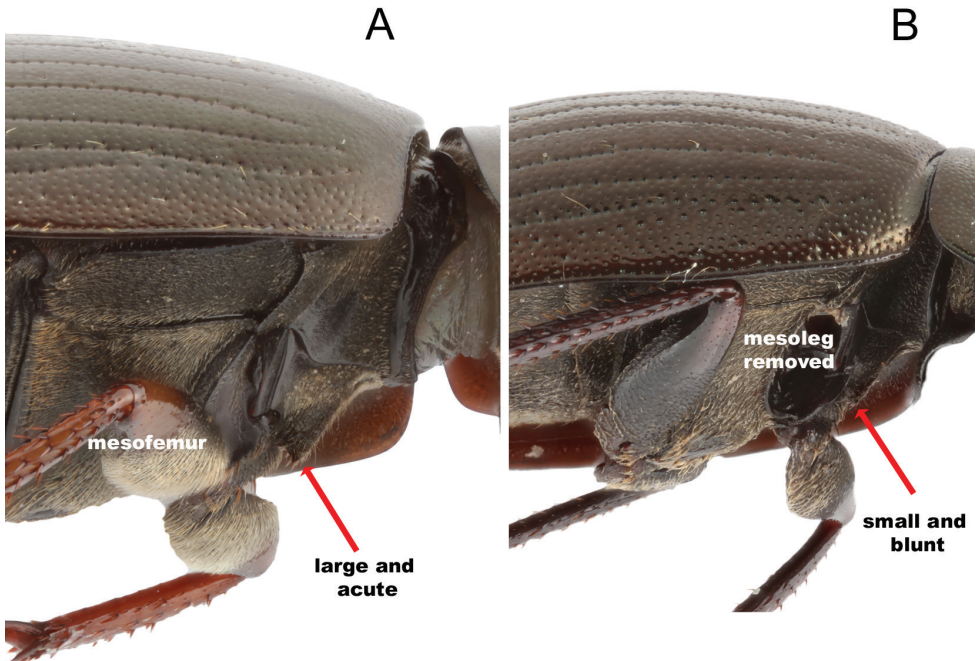 A
B
mesofemur
large and
acute
mesoleg
removed
small and
blunt